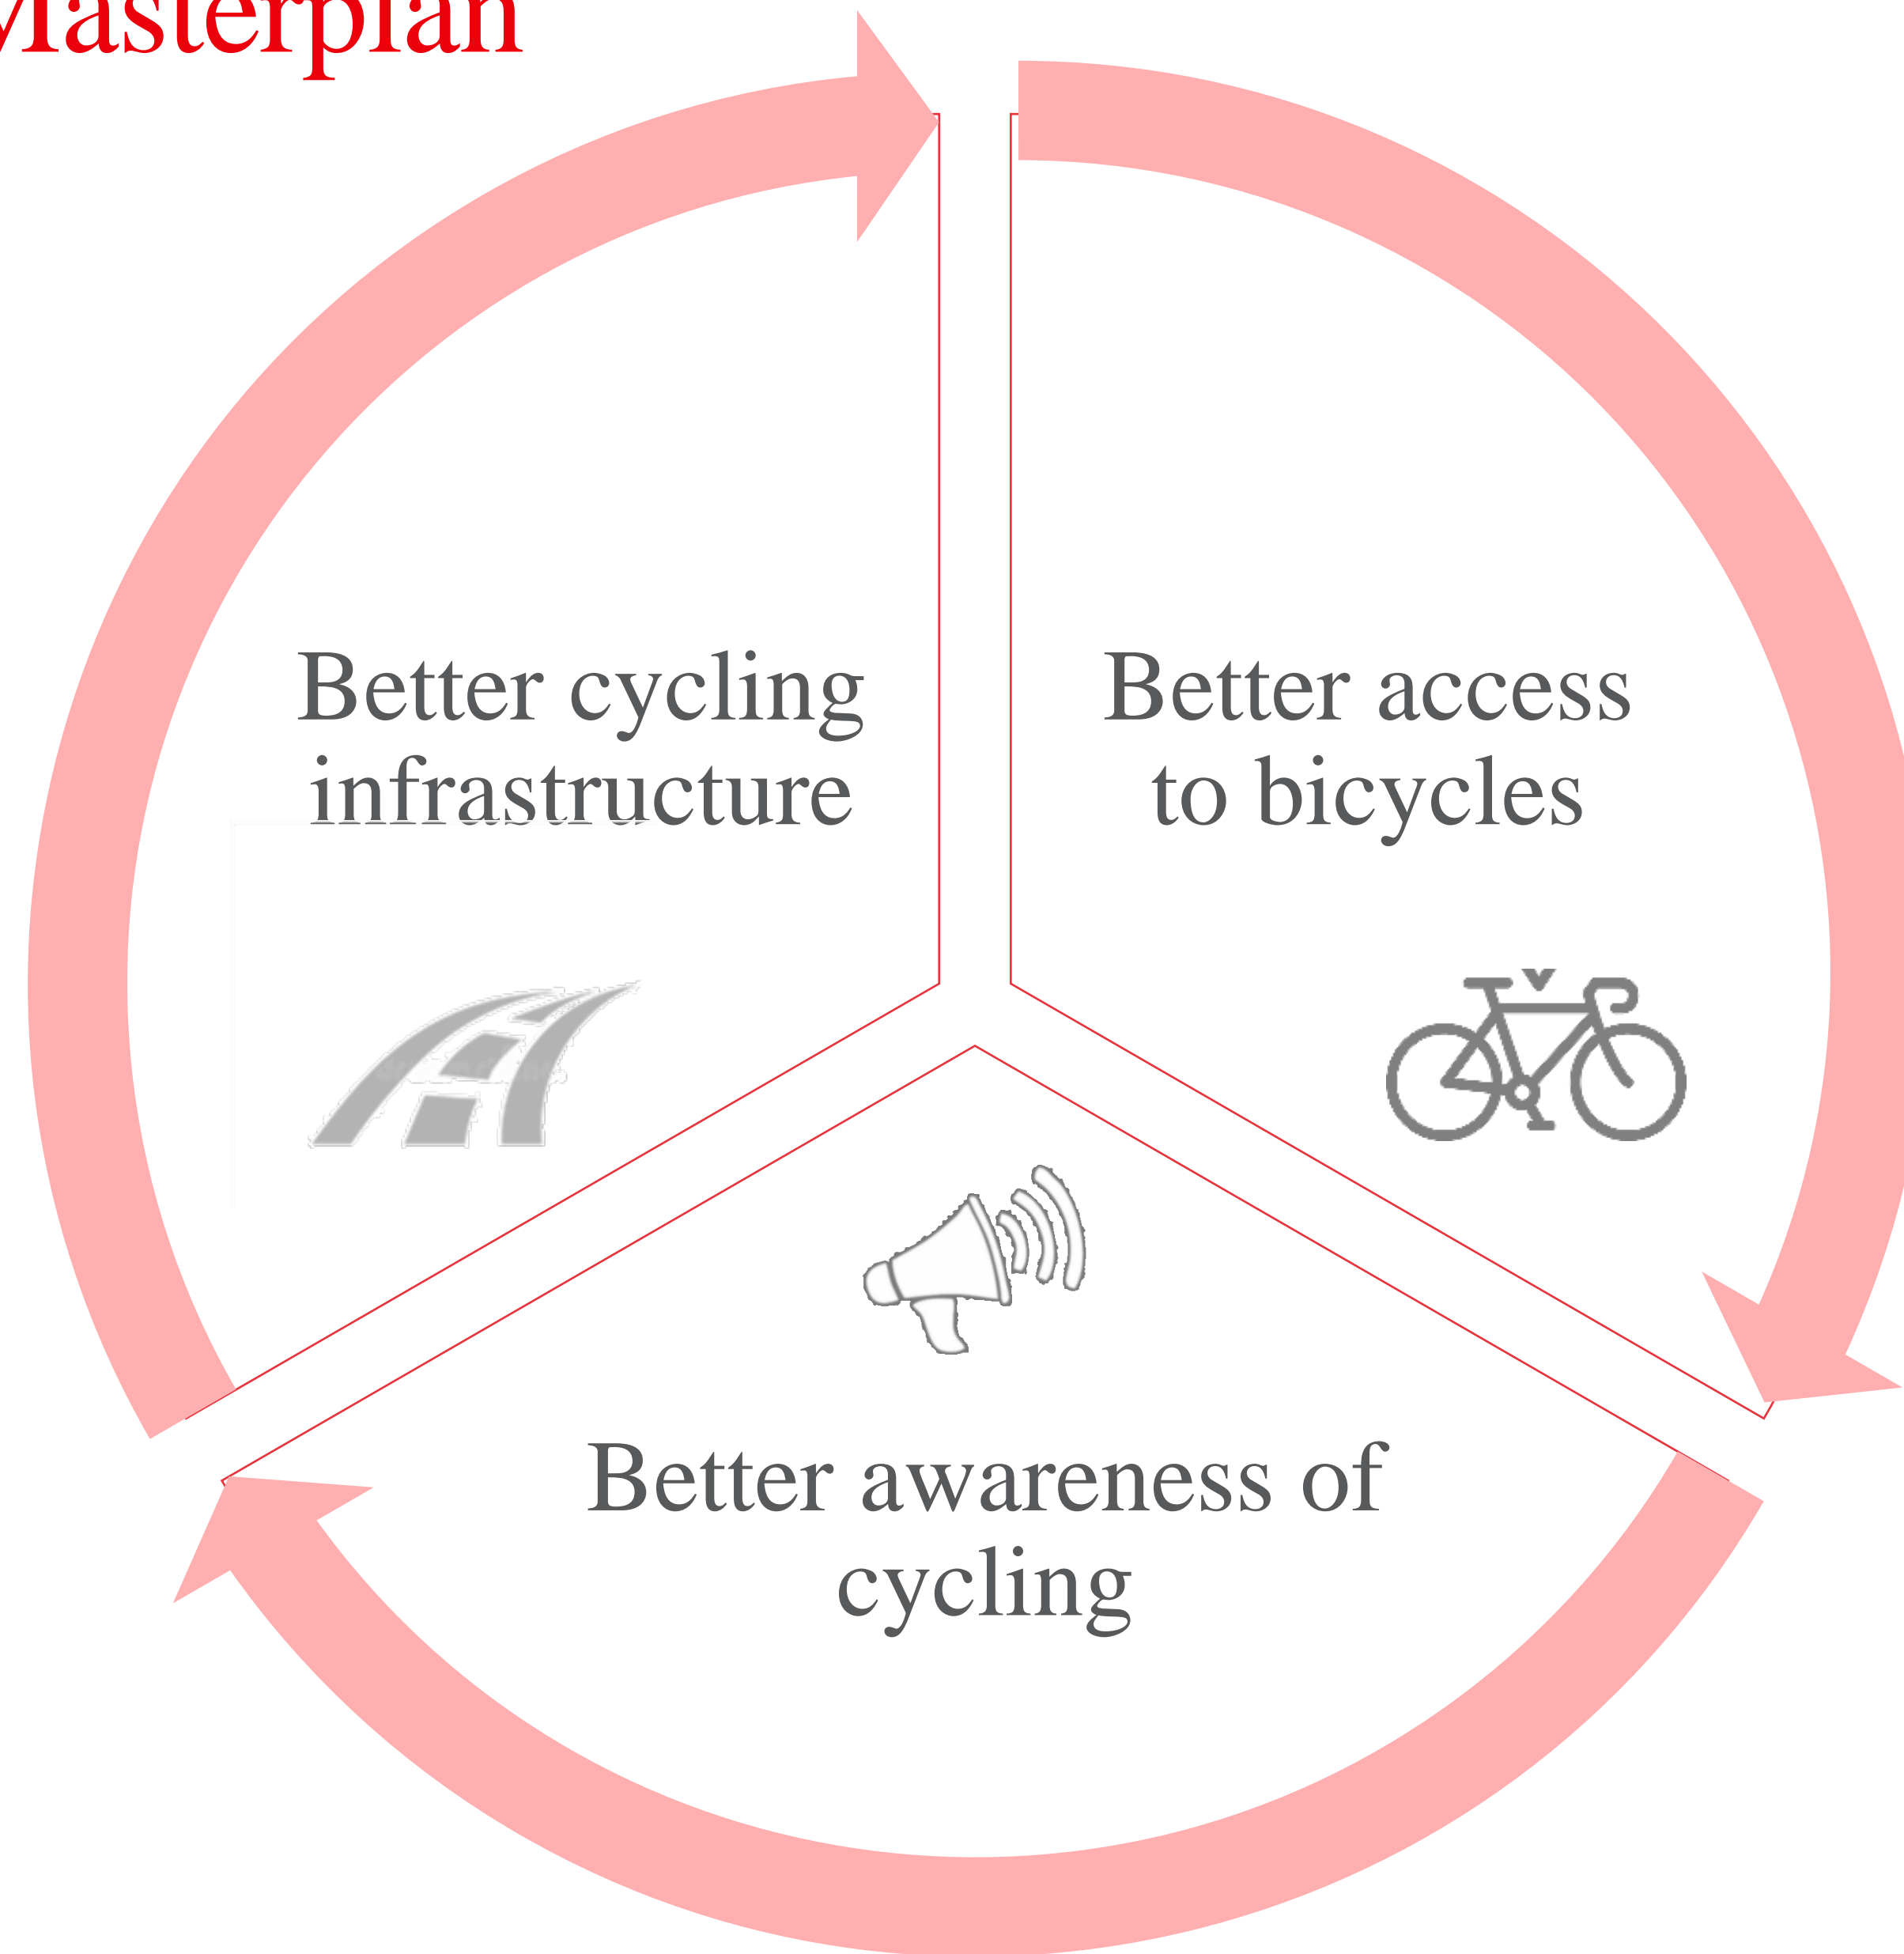 Masterplan
Better cycling
infrastructure
Better access
to bicycles
Better awareness of
cycling